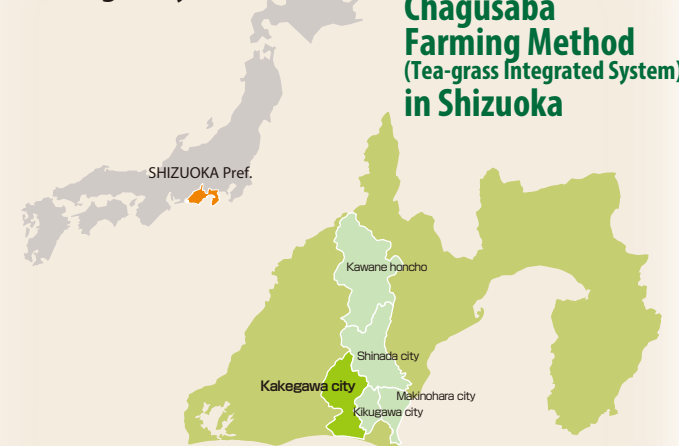 Chagusaba
Farming Method
(Tea-grass Integrated System)
in Shizuoka
SHIZUOKA Pref.
Kawane honcho
Shinada city
Kakegawa city
Makinohara city
Kikugawa city